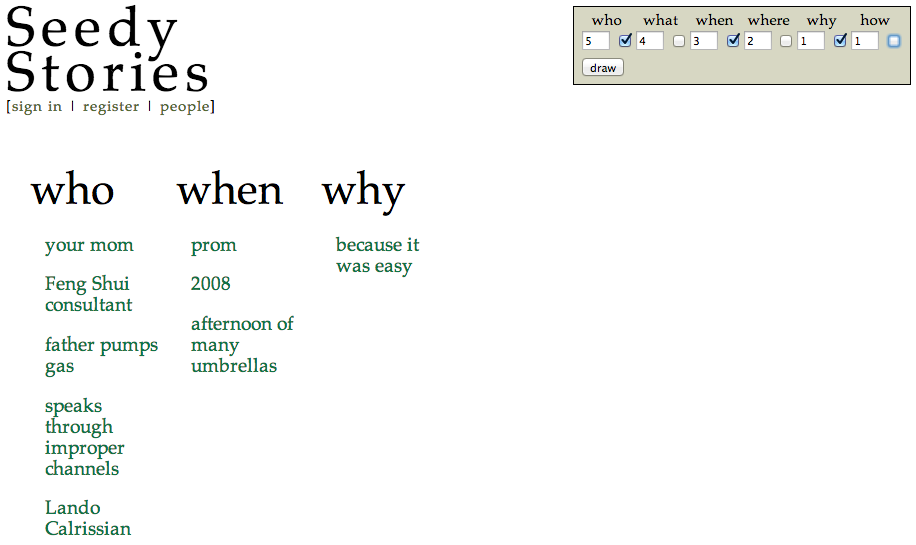 Seedy
Stories
[sign in | register | people]
who what when where why how
5 4 3 2 1 1
draw
who when why
your mom
Feng Shui
consultant
father pumps
gas
speaks
through
improper
channels
Lando
Calrissian
prom
2008
afternoon of
many
umbrellas
because it
was easy